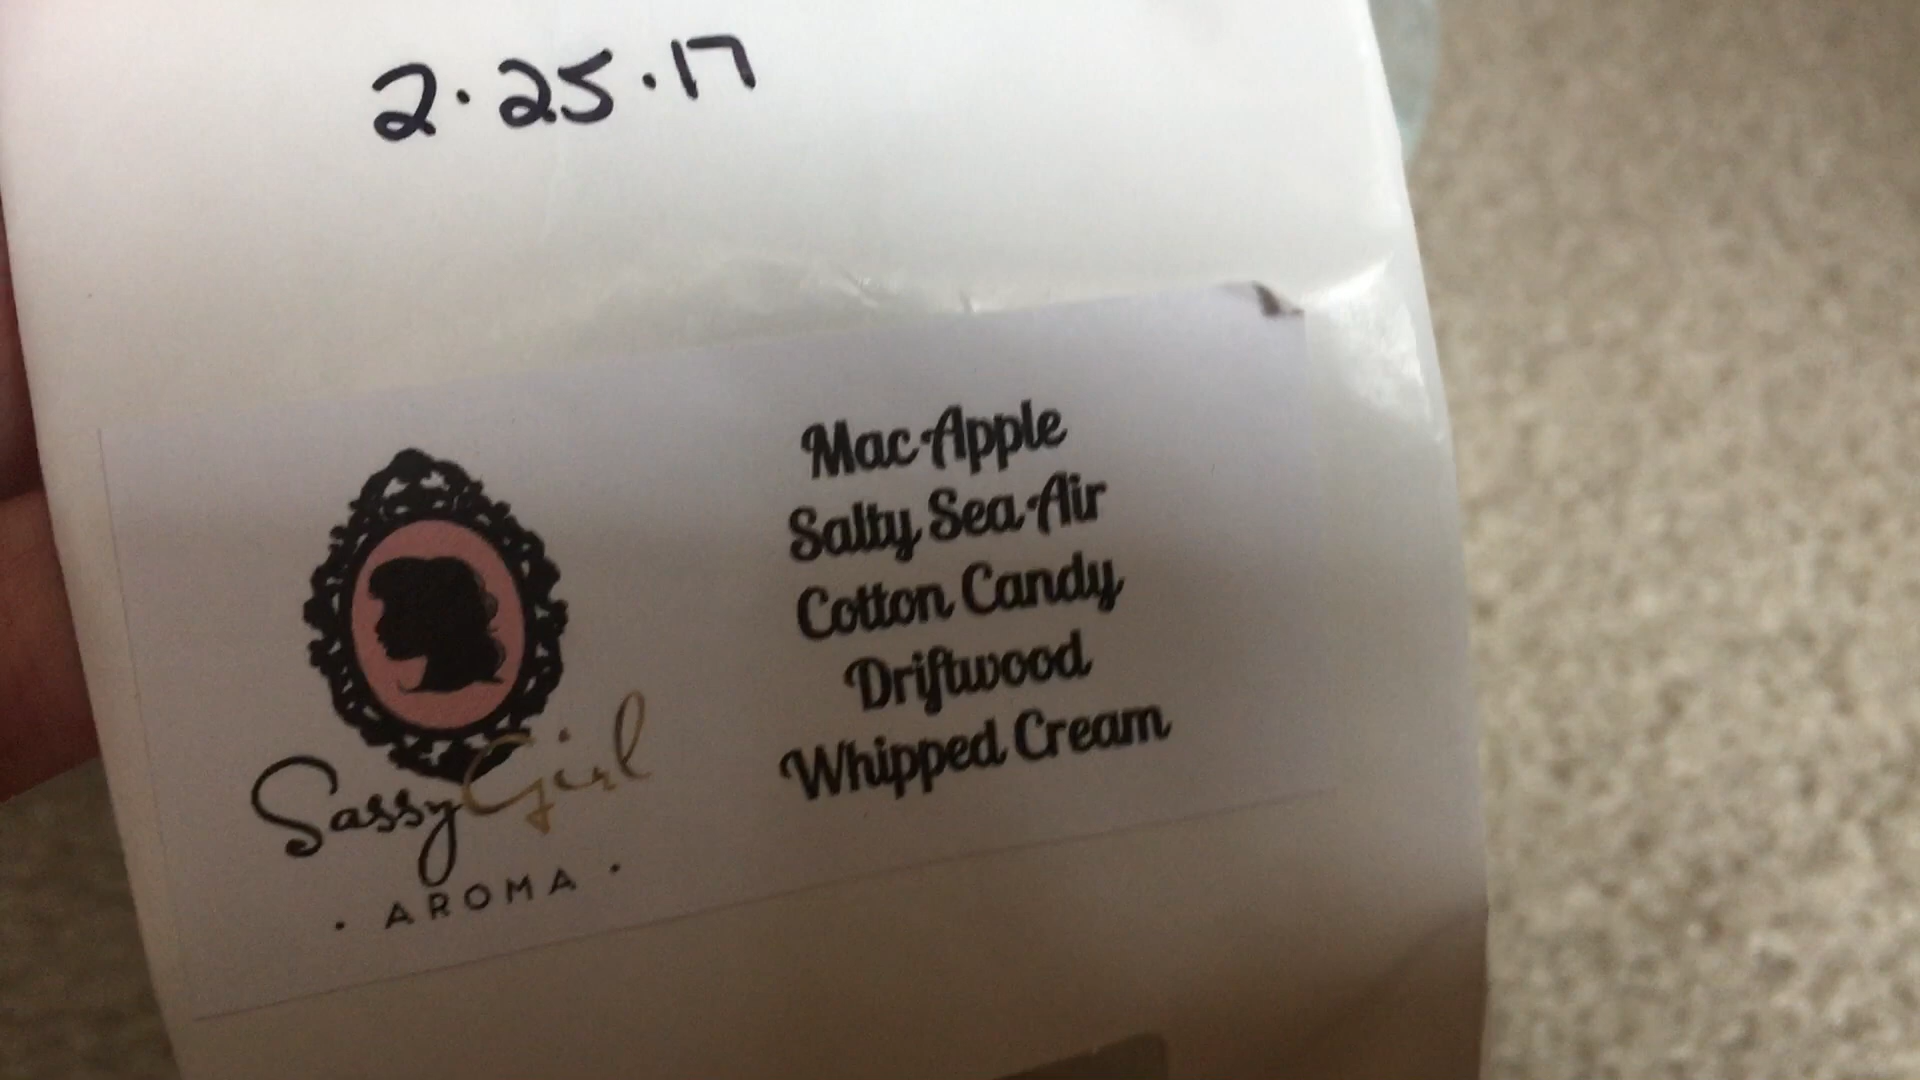 2.25.17
Mac Apple
Salty Sea Air
Cotton Candy
Driftwood
Whipped Cream
Sassy Girl
· AROMA ·